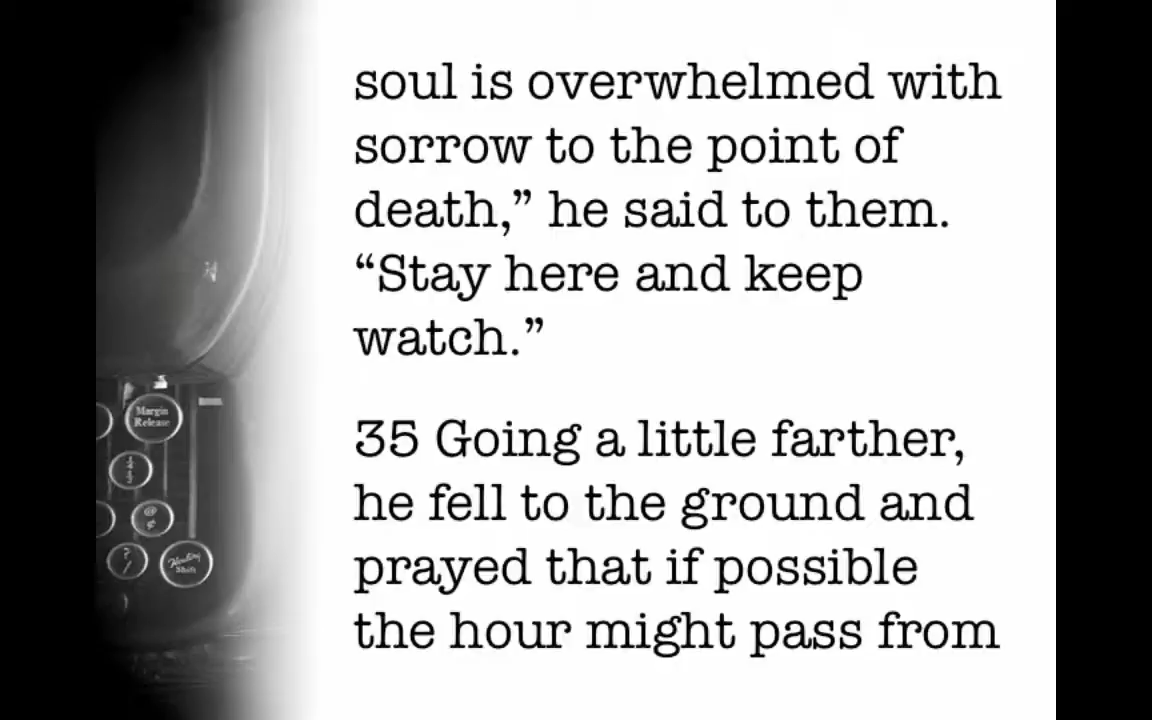 soul is overwhelmed with
sorrow to the point of
death,” he said to them.
“Stay here and keep
watch.”
35 Going a little farther,
he fell to the ground and
prayed that if possible
the hour might pass from
Margin
Release
@
¢
?
/
Floating
Shift